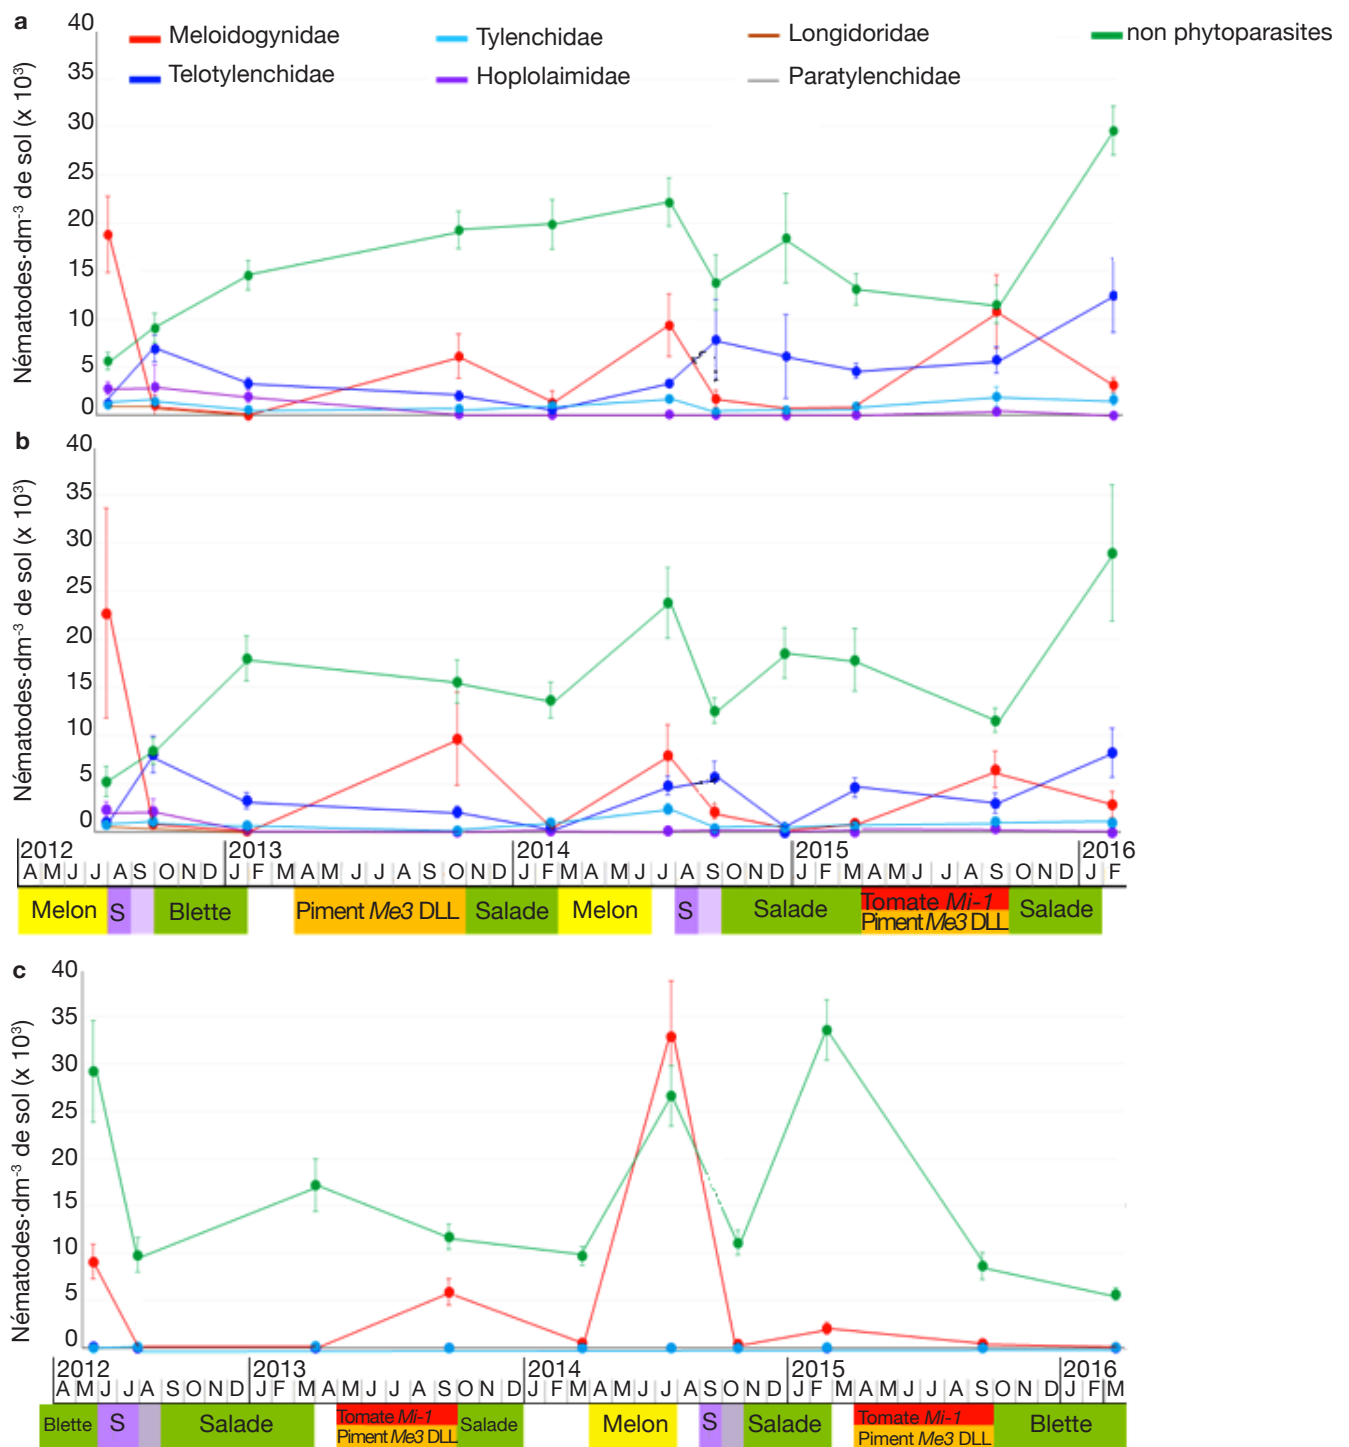 a
Meloidogynidae Tylenchidae Longidoridae non phytoparasites
Telotylenchidae Hoplolaimidae Paratylenchidae
Nématodes·dm⁻³ de sol (x 10³)
40
35
30
25
20
15
10
5
0
b
Nématodes·dm⁻³ de sol (x 10³)
40
35
30
25
20
15
10
5
0
2012 2013 2014 2015 2016
A M J J A S O N D J F M A M J J A S O N D J F M A M J J A S O N D J F M A M J J A S O N D J F
Melon S Blette Piment Me3 DLL Salade Melon S Salade Tomate Mi-1 Salade
Piment Me3 DLL
c
Nématodes·dm⁻³ de sol (x 10³)
40
35
30
25
20
15
10
5
0
2012 2013 2014 2015 2016
A M J J A S O N D J F M A M J J A S O N D J F M A M J J A S O N D J F M A M J J A S O N D J F M
Blette S Salade Tomate Mi-1 Salade Melon S Salade Tomate Mi-1 Blette
Piment Me3 DLL Piment Me3 DLL